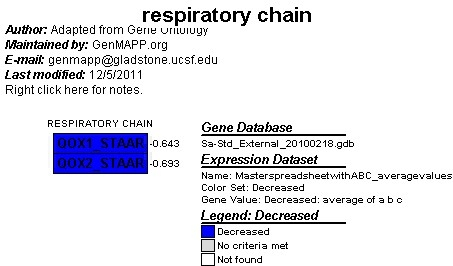 respiratory chain
Author: Adapted from Gene Ontology
Maintained by: GenMAPP.org
E-mail: genmapp@gladstone.ucsf.edu
Last modified: 12/5/2011
Right click here for notes.
RESPIRATORY CHAIN
QOX1_STAAR -0.643
QOX2_STAAR -0.693
Gene Database
Sa-Std_External_20100218.gdb
Expression Dataset
Name: MasterspreadsheetwithABC_averagevalues
Color Set: Decreased
Gene Value: Decreased: average of a b c
Legend: Decreased
Decreased
No criteria met
Not found